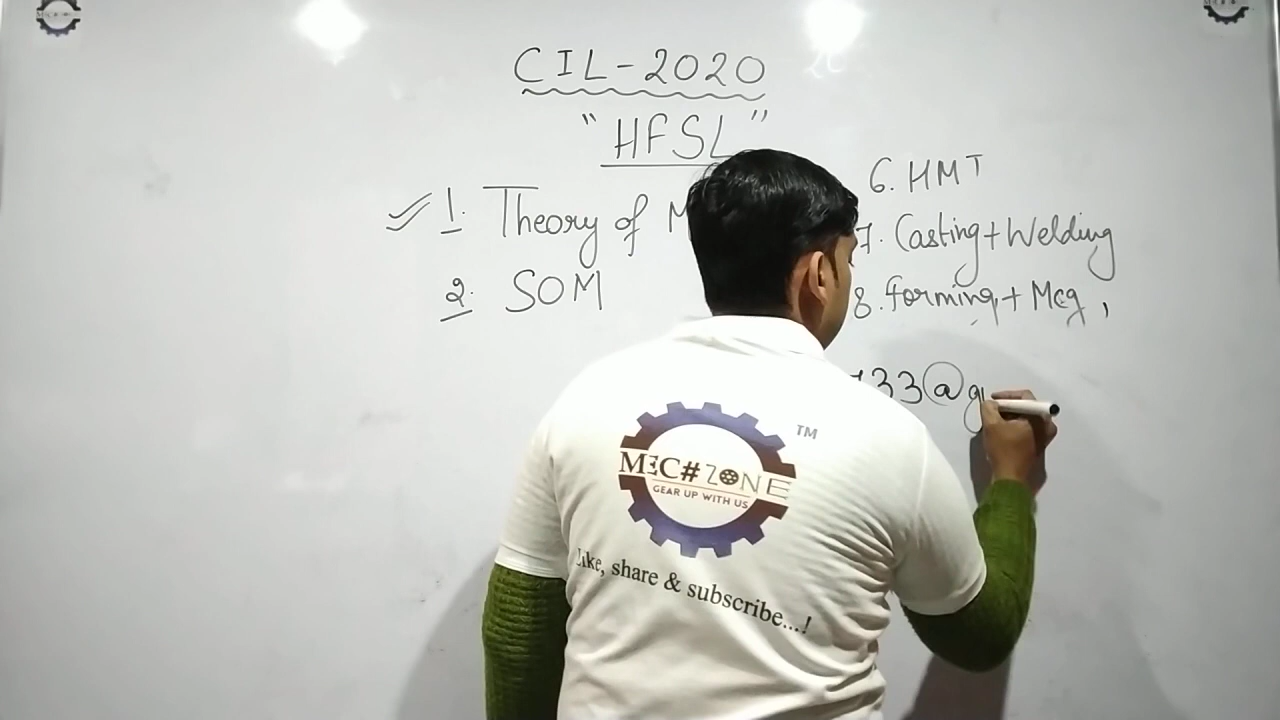 CIL-2020
"HFSL"
1. Theory of M
2. SOM
6. HMT
7. Casting + Welding
8. Forming, + Mcg,
733@g
MEC# ZONE
TM
GEAR UP WITH US
Like, share & subscribe...!